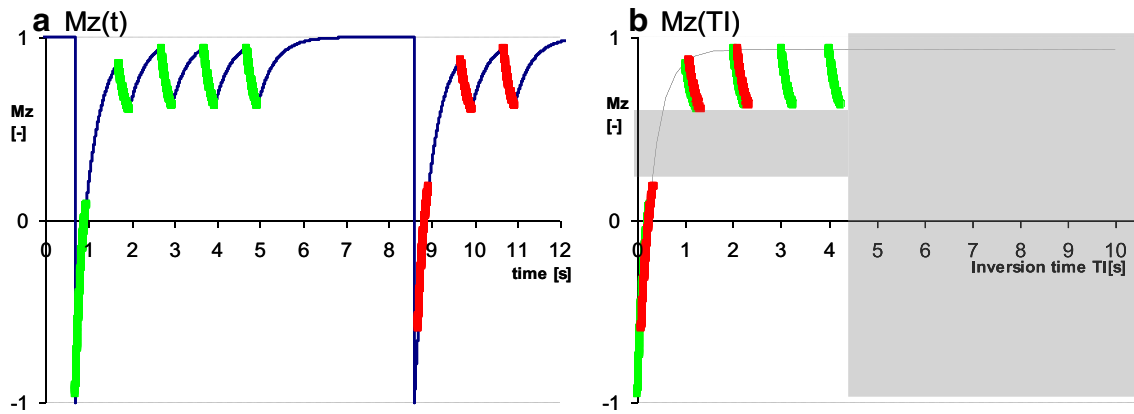 a Mz(t)
1
Mz
[-]
0
0 1 2 3 4 5 6 7 8 9 10 11 12
time [s]
-1
b Mz(TI)
1
Mz
[-]
0
0 1 2 3 4 5 6 7 8 9 10
Inversion time TI[s]
-1